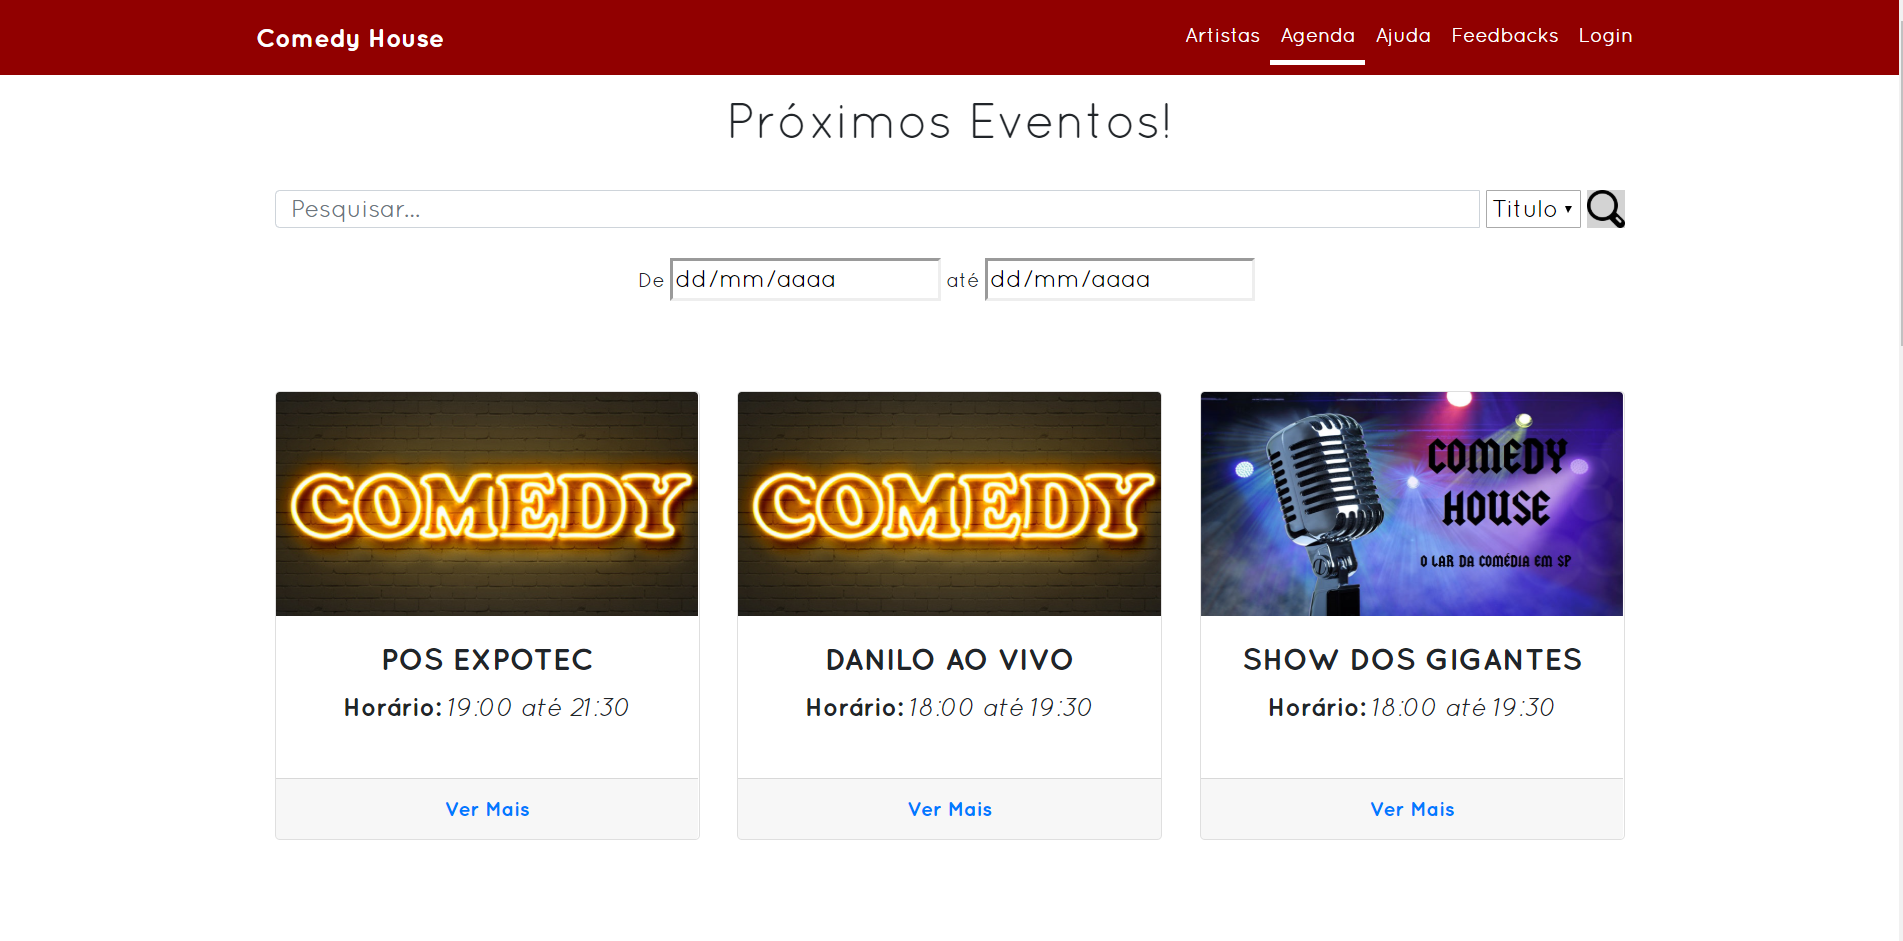 Comedy House
Artistas Agenda Ajuda Feedbacks Login
Próximos Eventos!
Pesquisar... Titulo
De dd/mm/aaaa até dd/mm/aaaa
COMEDY
POS EXPOTEC
Horário: 19:00 até 21:30
Ver Mais
COMEDY
DANILO AO VIVO
Horário: 18:00 até 19:30
Ver Mais
COMEDY
HOUSE
O LAR DA COMÉDIA EM SP
SHOW DOS GIGANTES
Horário: 18:00 até 19:30
Ver Mais